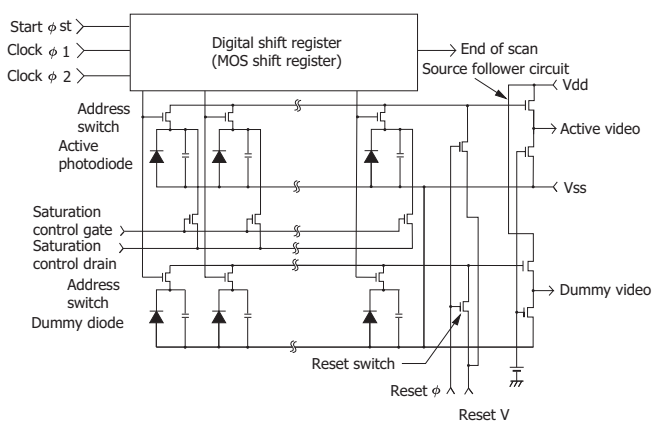 Start ϕ st
Clock ϕ 1
Clock ϕ 2
Digital shift register
(MOS shift register)
End of scan
Source follower circuit
Vdd
Address
switch
Active
photodiode
Active video
Vss
Saturation
control gate
Saturation
control drain
Address
switch
Dummy diode
Dummy video
Reset switch
Reset ϕ
Reset V